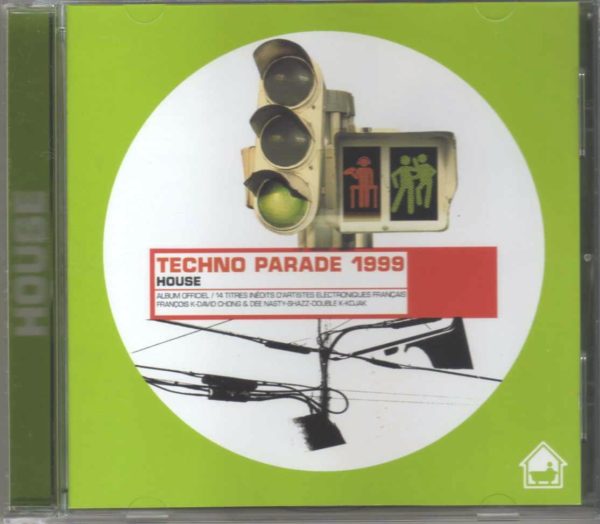 HOUSE
TECHNO PARADE 1999
HOUSE
ALBUM OFFICIEL / 14 TITRES INÉDITS D'ARTISTES ELECTRONIQUES FRANÇAIS
FRANÇOIS K-DAVID CHONG & DEE NASTY-SHAZZ-DOUBLE K-KOJAK